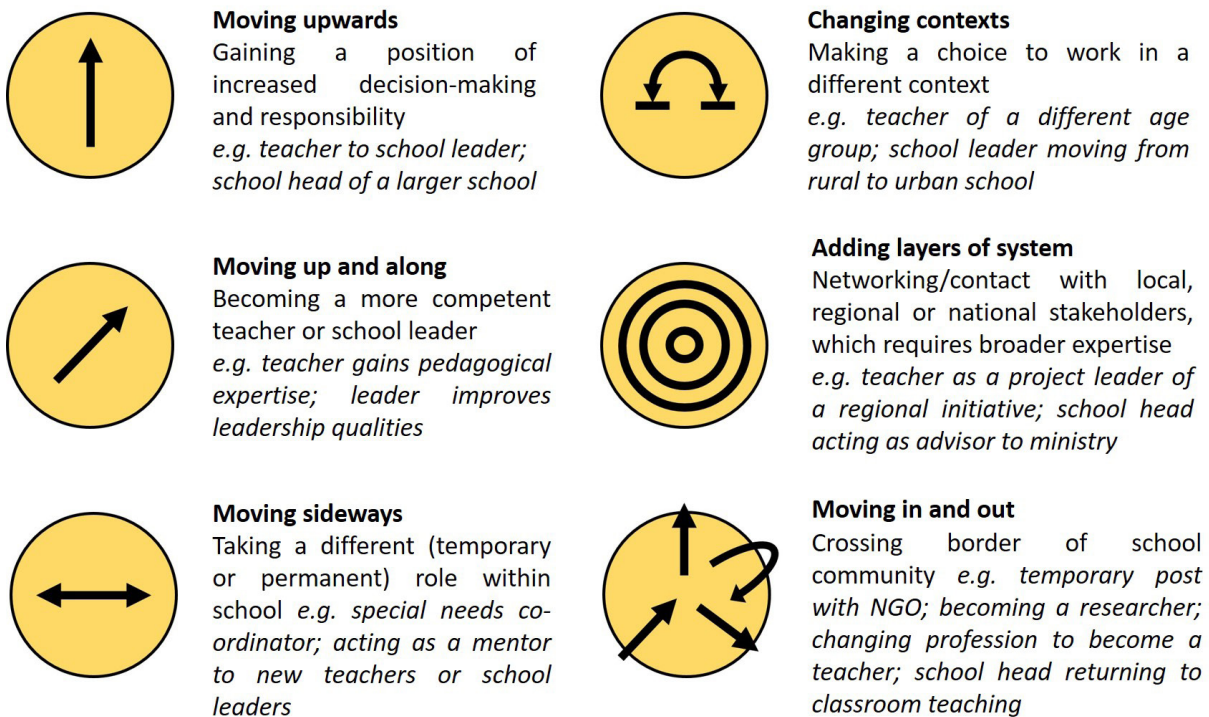 Moving upwards
Gaining a position of
increased decision-making
and responsibility
e.g. teacher to school leader;
school head of a larger school
Moving up and along
Becoming a more competent
teacher or school leader
e.g. teacher gains pedagogical
expertise; leader improves
leadership qualities
Moving sideways
Taking a different (temporary
or permanent) role within
school e.g. special needs co-
ordinator; acting as a mentor
to new teachers or school
leaders
Changing contexts
Making a choice to work in a
different context
e.g. teacher of a different age
group; school leader moving from
rural to urban school
Adding layers of system
Networking/contact with local,
regional or national stakeholders,
which requires broader expertise
e.g. teacher as a project leader of
a regional initiative; school head
acting as advisor to ministry
Moving in and out
Crossing border of school
community e.g. temporary post
with NGO; becoming a researcher;
changing profession to become a
teacher; school head returning to
classroom teaching